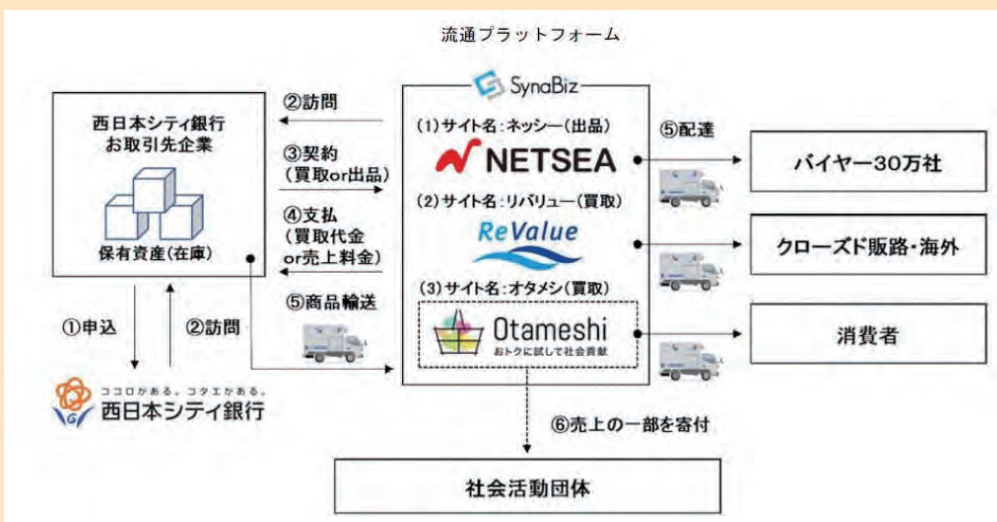 流通プラットフォーム
SynaBiz
西日本シティ銀行
お取引先企業
保有資産(在庫)
②訪問
③契約
(買取or出品)
④支払
(買取代金
or売上料金)
⑤商品輸送
①申込
②訪問
ココロがある。コタエがある。
西日本シティ銀行
(1)サイト名:ネッシー(出品)
NETSEA
(2)サイト名:リバリュー(買取)
ReValue
(3)サイト名:オタメシ(買取)
Otameshi
おトクに試して社会貢献
⑤配達
バイヤー30万社
クローズド販路・海外
消費者
⑥売上の一部を寄付
社会活動団体